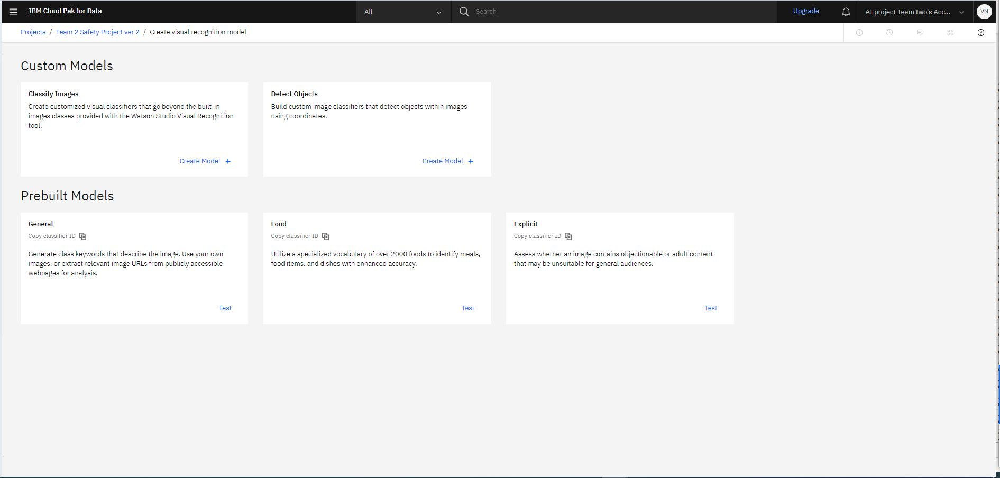 IBM Cloud Pak for Data
All
Search
Upgrade
AI project Team two's Acc...
VN
Projects / Team 2 Safety Project ver 2 / Create visual recognition model
Custom Models
Classify Images
Create customized visual classifiers that go beyond the built-in
images classes provided with the Watson Studio Visual Recognition
tool.
Create Model +
Detect Objects
Build custom image classifiers that detect objects within images
using coordinates.
Create Model +
Prebuilt Models
General
Copy classifier ID
Generate class keywords that describe the image. Use your own
images, or extract relevant image URLs from publicly accessible
webpages for analysis.
Test
Food
Copy classifier ID
Utilize a specialized vocabulary of over 2000 foods to identify meals,
food items, and dishes with enhanced accuracy.
Test
Explicit
Copy classifier ID
Assess whether an image contains objectionable or adult content
that may be unsuitable for general audiences.
Test